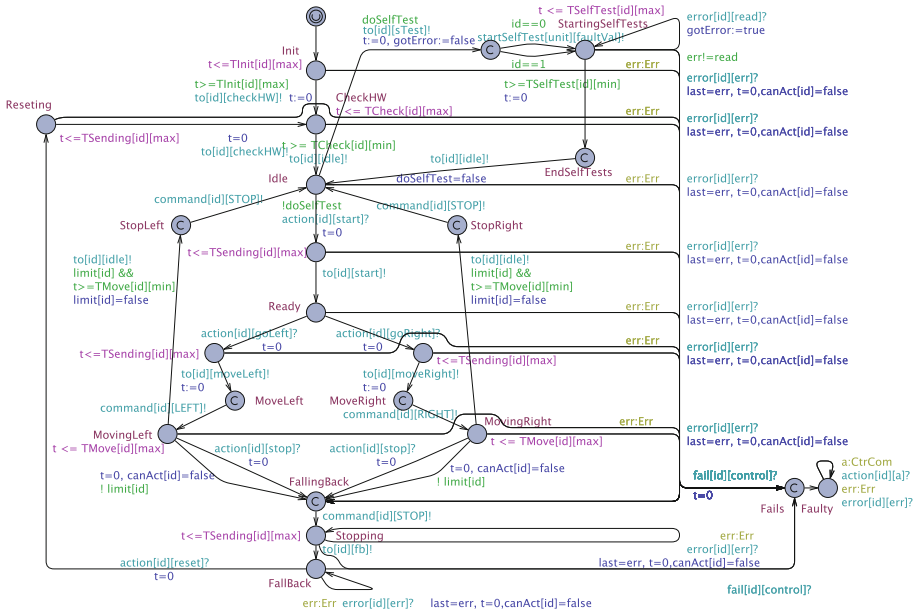 t <= TSelfTest[id][max]
doSelfTest
to[id][sTest]!
t:=0, gotError:=false
id==0
StartingSelfTests
startSelfTest[unit][faultVal]!
id==1
error[id][read]?
gotError:=true
U
C
Init
t<=TInit[id][max]
err:Err
err!=read
error[id][err]?
last=err, t=0,canAct[id]=false
t>=TInit[id][max]
to[id][checkHW]!
t:=0
t>=TSelfTest[id][min]
t:=0
Reseting
CheckHW
t <= TCheck[id][max]
err:Err
error[id][err]?
last=err, t=0,canAct[id]=false
t<=TSending[id][max]
t=0
to[id][checkHW]!
t >= TCheck[id][min]
to[id][idle]!
to[id][idle]!
C
EndSelfTests
Idle
doSelfTest=false
err:Err
error[id][err]?
last=err, t=0,canAct[id]=false
command[id][STOP]!
!doSelfTest
action[id][start]?
t=0
command[id][STOP]!
StopLeft
C
C
StopRight
t<=TSending[id][max]
err:Err
error[id][err]?
last=err, t=0,canAct[id]=false
to[id][idle]!
limit[id] &&
t>=TMove[id][min]
limit[id]=false
to[id][start]!
to[id][idle]!
limit[id] &&
t>=TMove[id][min]
limit[id]=false
Ready
err:Err
error[id][err]?
last=err, t=0,canAct[id]=false
action[id][goLeft]?
t=0
action[id][goRight]?
t=0
err:Err
error[id][err]?
last=err, t=0,canAct[id]=false
t<=TSending[id][max]
t<=TSending[id][max]
to[id][moveLeft]!
t:=0
to[id][moveRight]!
t:=0
C
MoveLeft
MoveRight
C
command[id][LEFT]!
command[id][RIGHT]!
MovingLeft
t <= TMove[id][max]
MovingRight
t <= TMove[id][max]
err:Err
error[id][err]?
last=err, t=0,canAct[id]=false
action[id][stop]?
t=0
action[id][stop]?
t=0
t=0, canAct[id]=false
! limit[id]
t=0, canAct[id]=false
! limit[id]
FallingBack
C
fail[id][control]?
t=0
C
Fails
Faulty
a:CtrCom
action[id][a]?
err:Err
error[id][err]?
command[id][STOP]!
t<=TSending[id][max]
Stopping
err:Err
error[id][err]?
last=err, t=0,canAct[id]=false
to[id][fb]!
action[id][reset]?
t=0
FallBack
fail[id][control]?
err:Err
error[id][err]?
last=err, t=0,canAct[id]=false